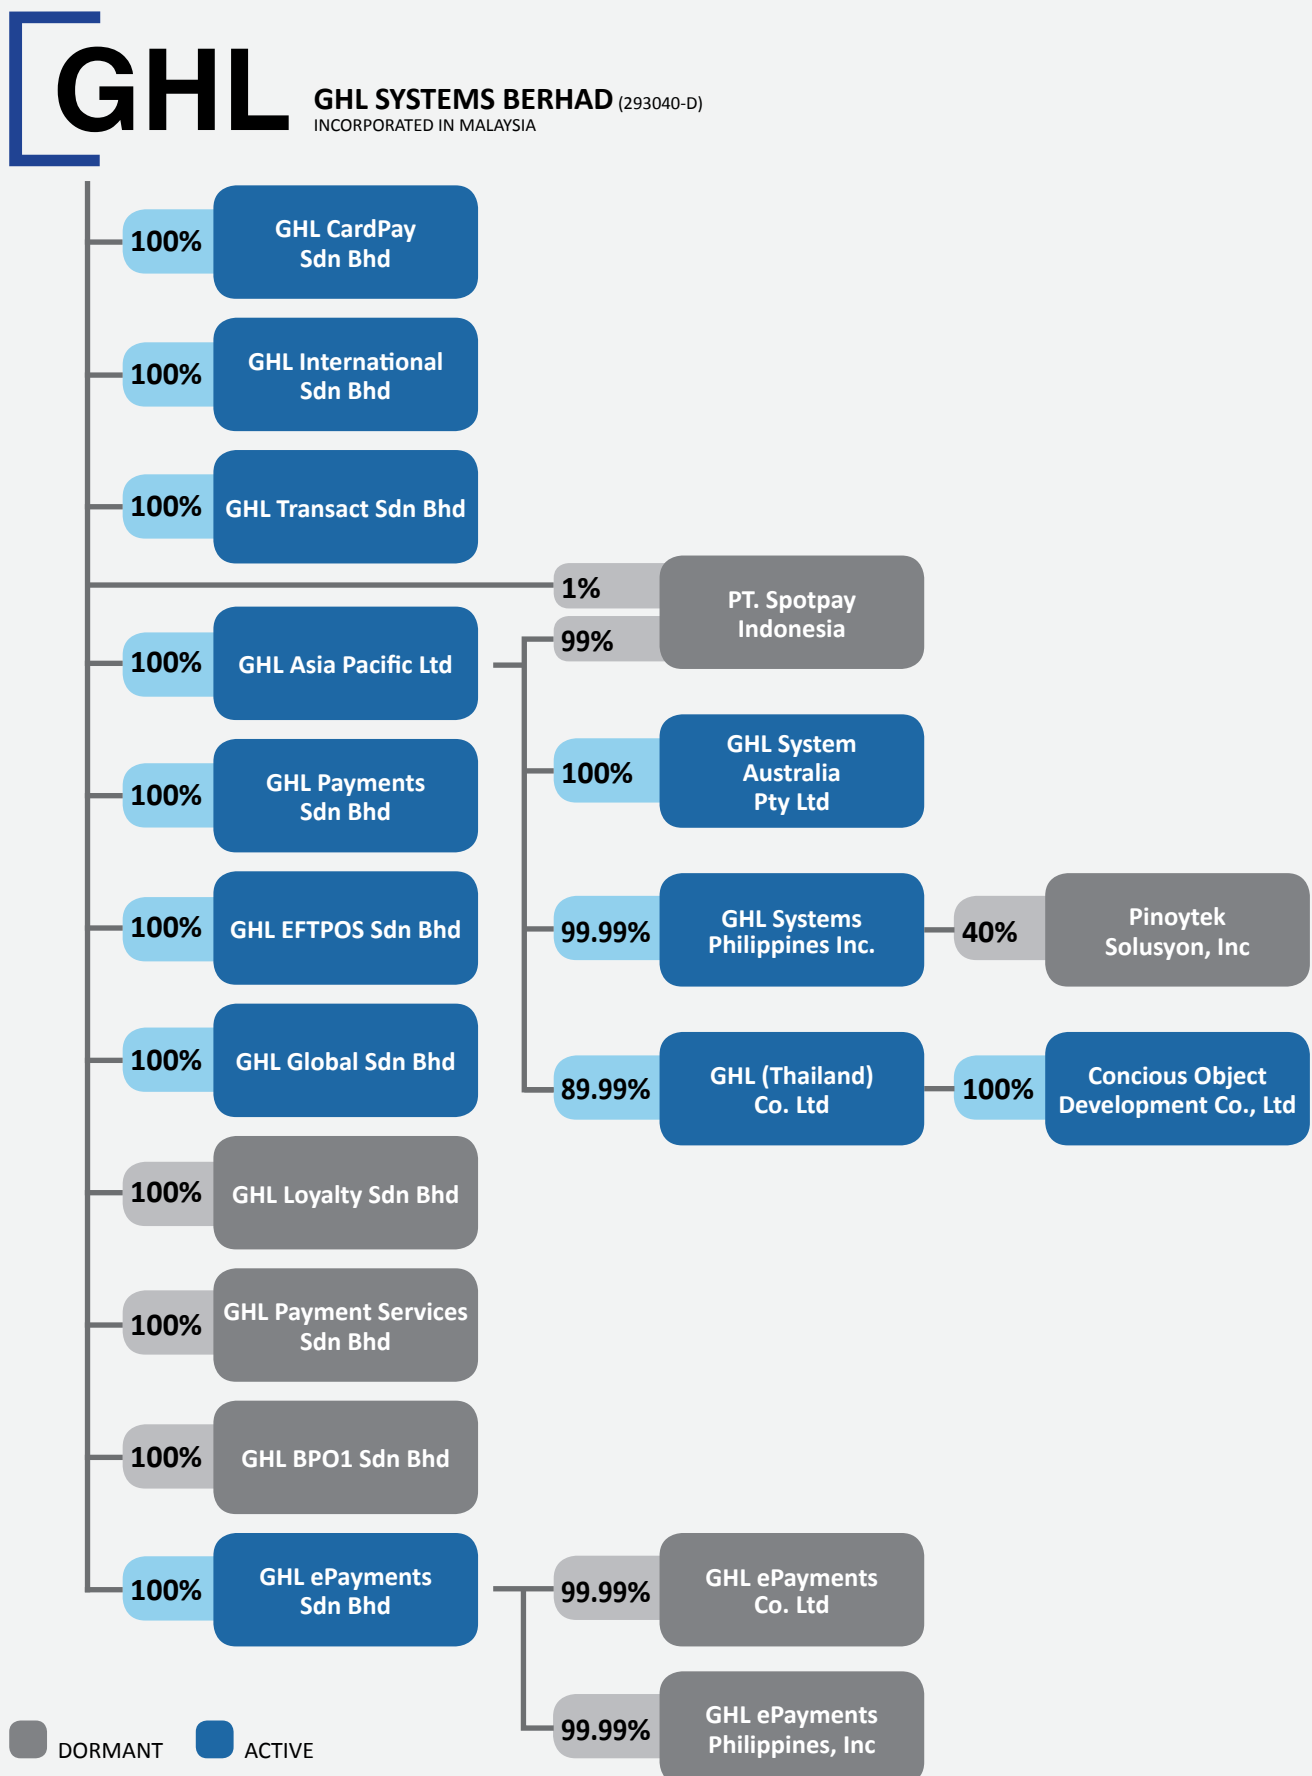 GHL
GHL SYSTEMS BERHAD (293040-D)
INCORPORATED IN MALAYSIA
100%
GHL CardPay
Sdn Bhd
100%
GHL International
Sdn Bhd
100%
GHL Transact Sdn Bhd
1%
99%
PT. Spotpay
Indonesia
100%
GHL Asia Pacific Ltd
100%
GHL System
Australia
Pty Ltd
100%
GHL Payments
Sdn Bhd
100%
GHL EFTPOS Sdn Bhd
99.99%
GHL Systems
Philippines Inc.
40%
Pinoytek
Solusyon, Inc
100%
GHL Global Sdn Bhd
89.99%
GHL (Thailand)
Co. Ltd
100%
Concious Object
Development Co., Ltd
100%
GHL Loyalty Sdn Bhd
100%
GHL Payment Services
Sdn Bhd
100%
GHL BPO1 Sdn Bhd
100%
GHL ePayments
Sdn Bhd
99.99%
GHL ePayments
Co. Ltd
99.99%
GHL ePayments
Philippines, Inc
DORMANT
ACTIVE